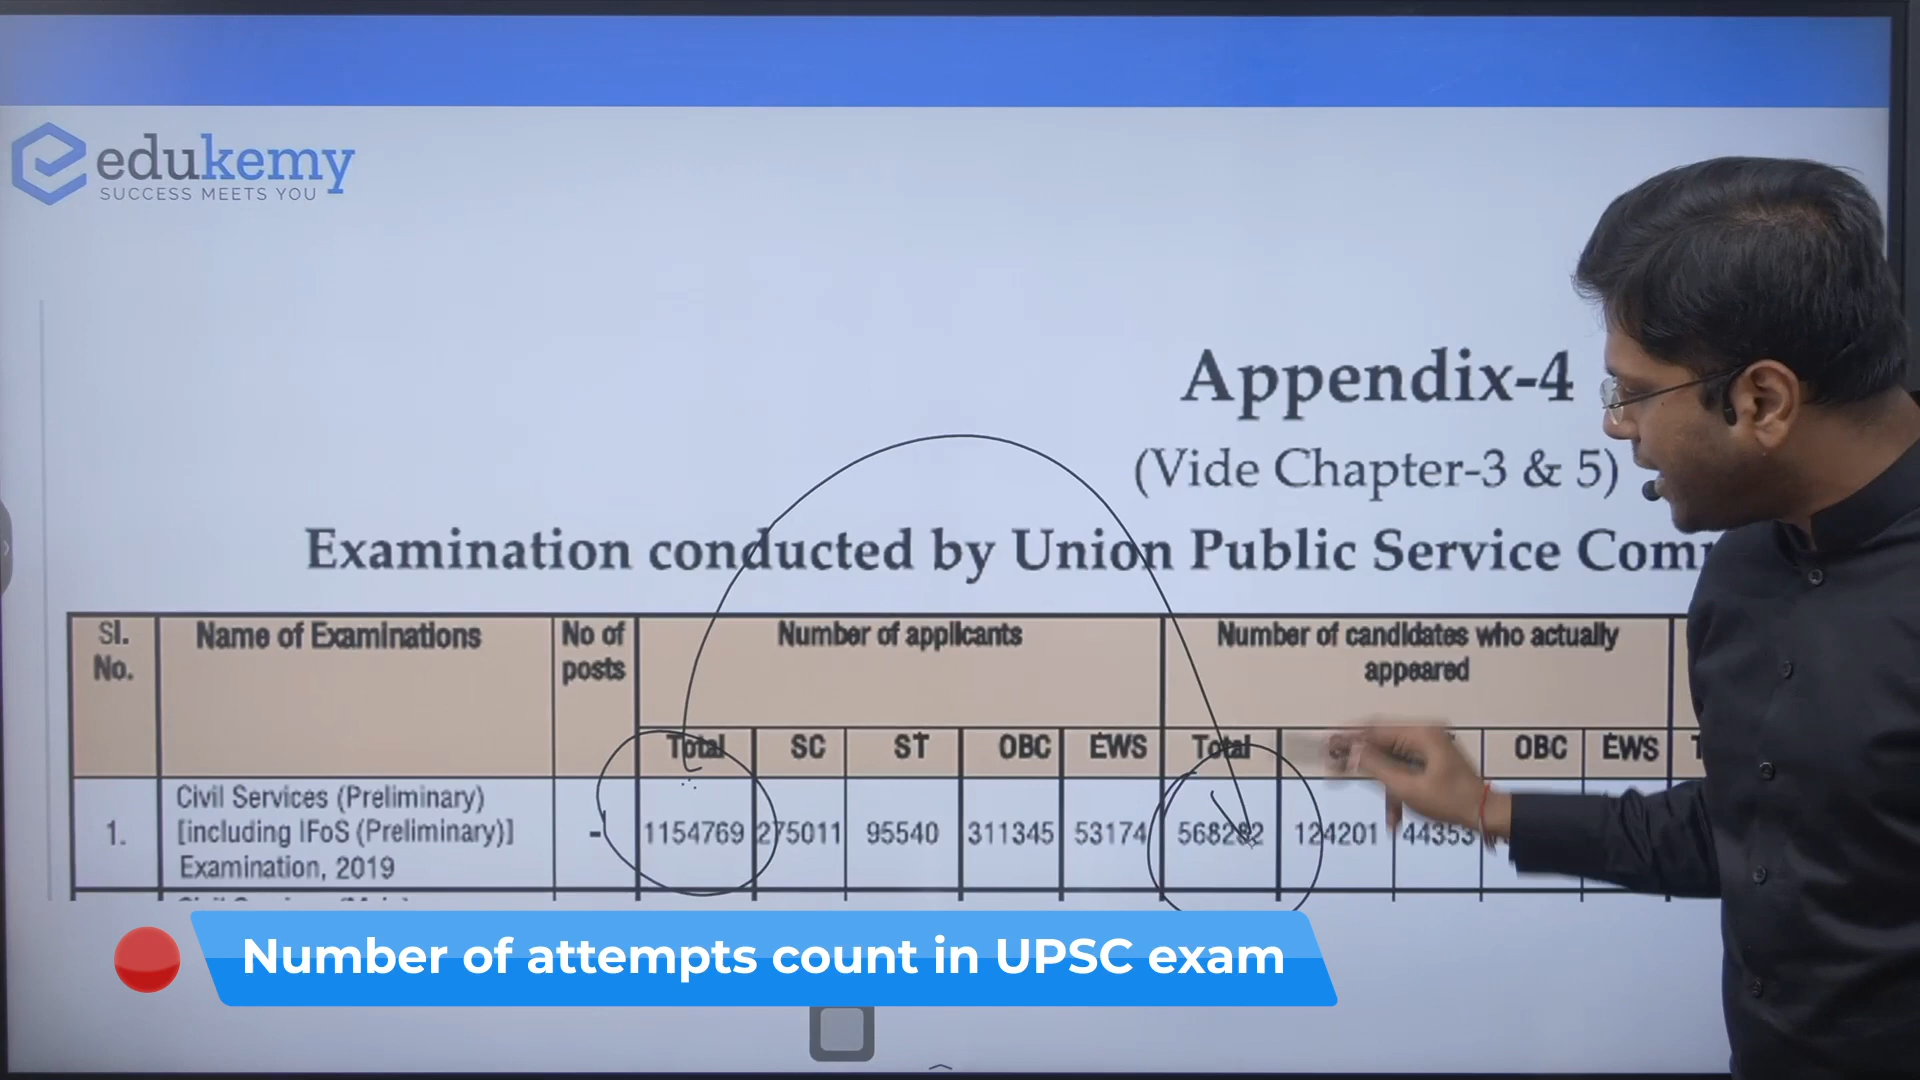 edukemy
SUCCESS MEETS YOU
Appendix-4
(Vide Chapter-3 & 5)
Examination conducted by Union Public Service
Sl. No.
Name of Examinations
No of posts
Number of applicants
Number of candidates who actually appeared
Total SC ST OBC EWS Total OBC EWS
1. Civil Services (Preliminary) [including IFoS (Preliminary)] Examination, 2019 - 1154769 275011 95540 311345 53174 568282 124201 44353
Number of attempts count in UPSC exam